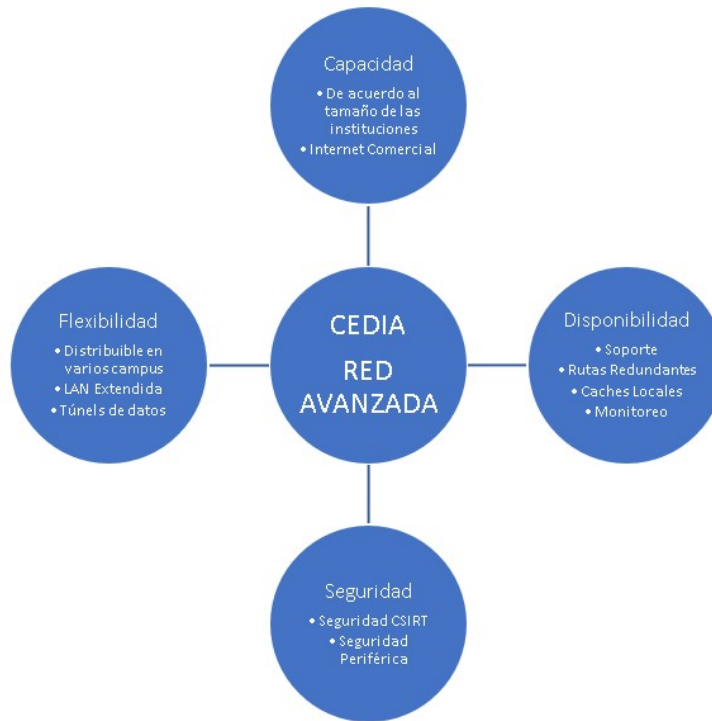 Capacidad
• De acuerdo al
tamaño de las
instituciones
• Internet Comercial
Flexibilidad
• Distribuible en
varios campus
• LAN Extendida
• Túnels de datos
CEDIA
RED
AVANZADA
Disponibilidad
• Soporte
• Rutas Redundantes
• Caches Locales
• Monitoreo
Seguridad
• Seguridad CSIRT
• Seguridad
Periférica